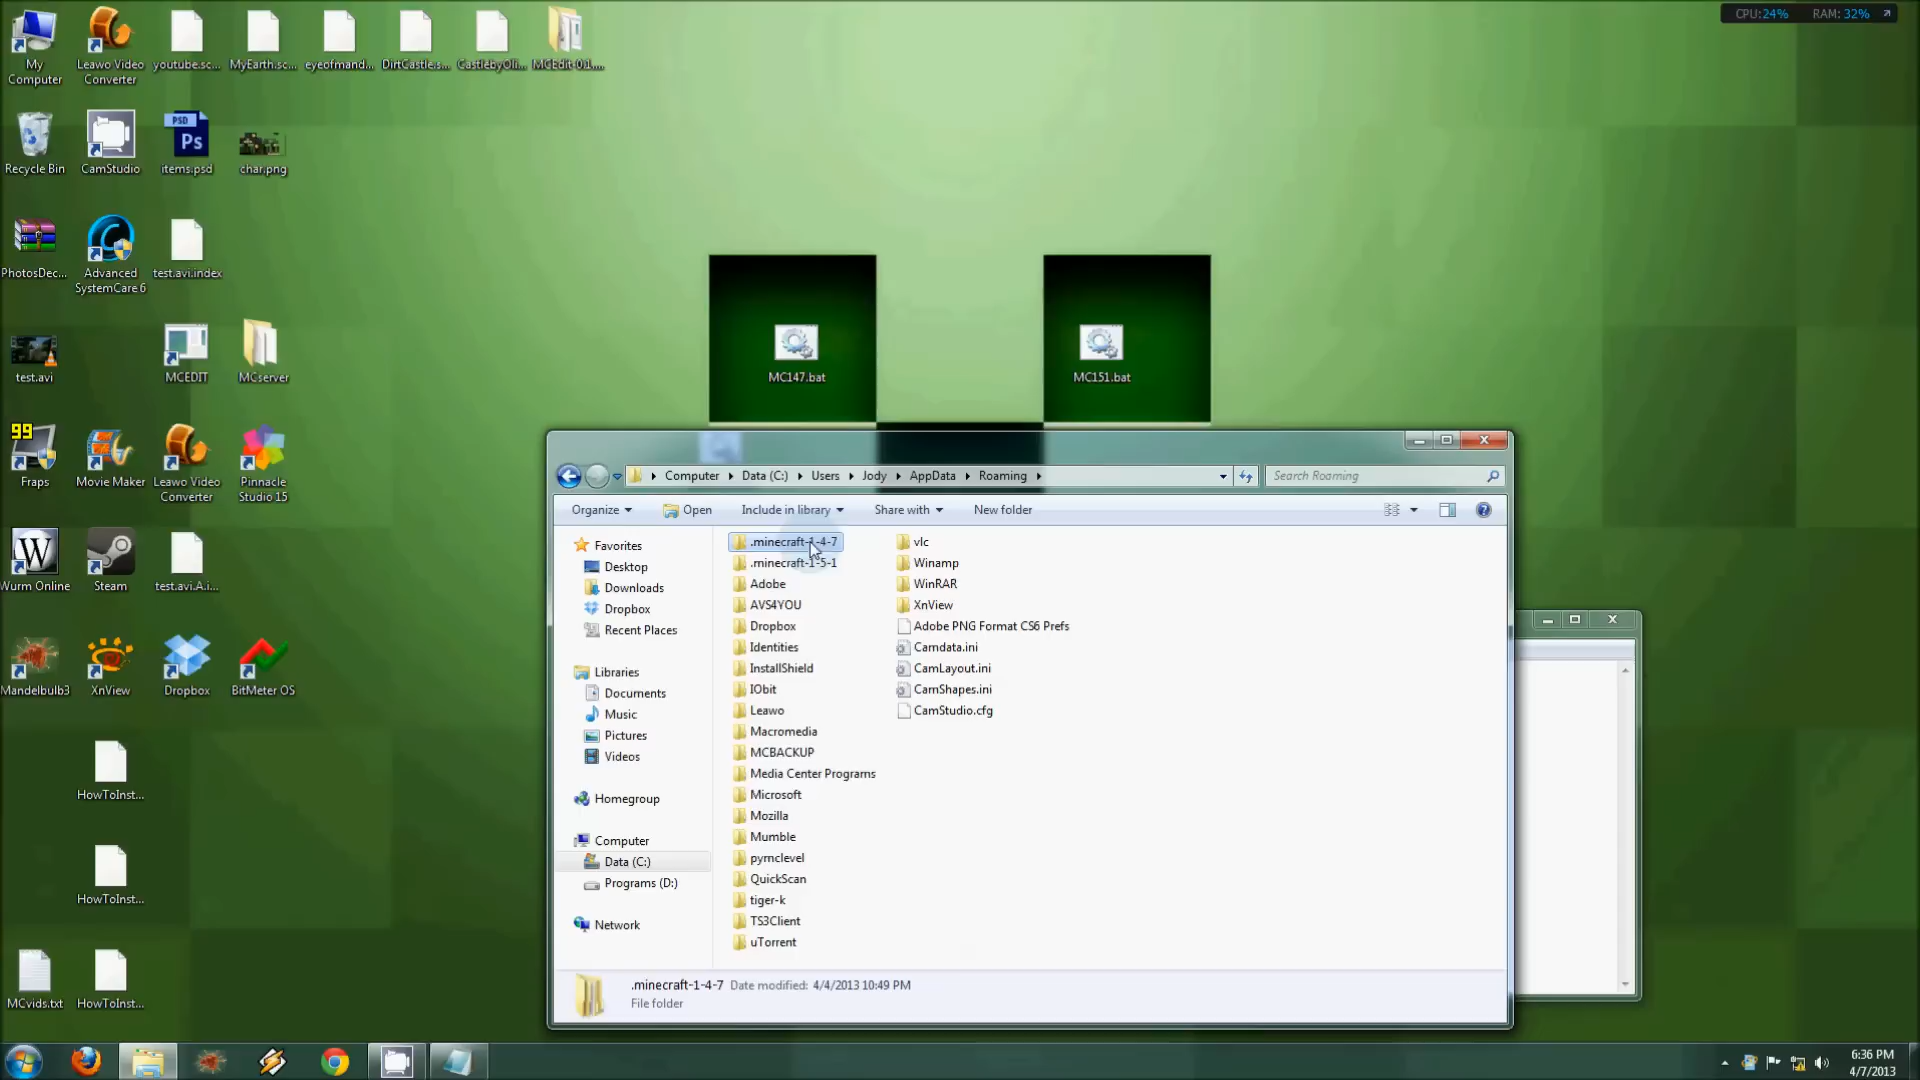 CPU:24% RAM: 32%
My Computer
Leawo Video Converter
youtube.sc...
MyEarth.sc...
eyeofmand...
DirtCastle.s...
CastlebyOli...
MCEdit-0.1....
Recycle Bin
CamStudio
PSD
Ps
items.psd
char.png
PhotosDec...
Advanced SystemCare 6
test.avi.index
test.avi
MCEDIT
MCserver
MC147.bat
MC151.bat
99
Fraps
Movie Maker
Leawo Video Converter
Pinnacle Studio 15
W
Wurm Online
Steam
test.avi.A.i...
Mandelbulb3
XnView
Dropbox
BitMeter OS
HowToInst...
HowToInst...
MCvids.txt
HowToInst...
Computer
Data (C:)
Users
Jody
AppData
Roaming
Search Roaming
Organize
Open
Include in library
Share with
New folder
Favorites
Desktop
Downloads
Dropbox
Recent Places
Libraries
Documents
Music
Pictures
Videos
Homegroup
Computer
Data (C:)
Programs (D:)
Network
.minecraft-1-4-7
.minecraft-1-5-1
Adobe
AVS4YOU
Dropbox
Identities
InstallShield
IObit
Leawo
Macromedia
MCBACKUP
Media Center Programs
Microsoft
Mozilla
Mumble
pymclevel
QuickScan
tiger-k
TS3Client
uTorrent
vlc
Winamp
WinRAR
XnView
Adobe PNG Format CS6 Prefs
Camdata.ini
CamLayout.ini
CamShapes.ini
CamStudio.cfg
.minecraft-1-4-7 Date modified: 4/4/2013 10:49 PM
File folder
6:36 PM
4/7/2013